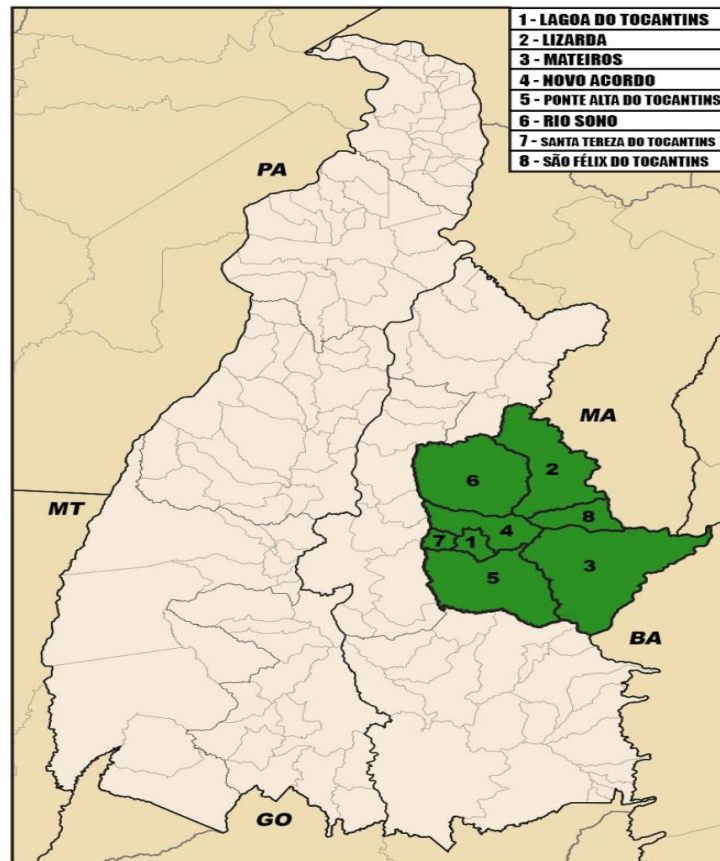 1 - LAGOA DO TOCANTINS
2 - LIZARDA
3 - MATEIROS
4 - NOVO ACORDO
5 - PONTE ALTA DO TOCANTINS
6 - RIO SONO
7 - SANTA TEREZA DO TOCANTINS
8 - SÃO FÉLIX DO TOCANTINS
PA
MA
MT
BA
GO
2
6
8
4
7
1
3
5